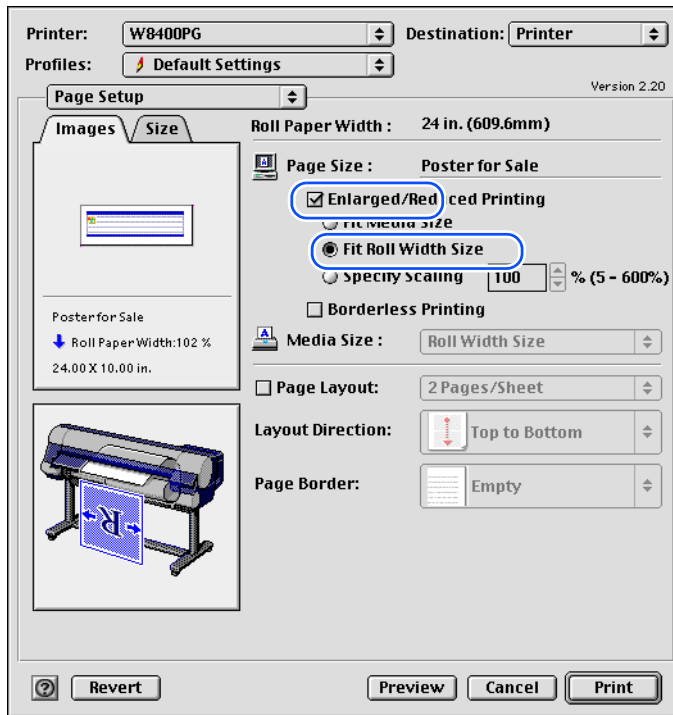 Printer: W8400PG Destination: Printer
Profiles: Default Settings
Version 2.20
Page Setup
Images Size
Roll Paper Width : 24 in. (609.6mm)
Page Size : Poster for Sale
Enlarged/Reduced Printing
Fit Media Size
Fit Roll Width Size
Specify Scaling 100 % (5 - 600%)
Borderless Printing
Poster for Sale
Roll Paper Width:102 %
24.00 X 10.00 in.
Media Size : Roll Width Size
Page Layout: 2 Pages/Sheet
Layout Direction: Top to Bottom
Page Border: Empty
R
? Revert Preview Cancel Print